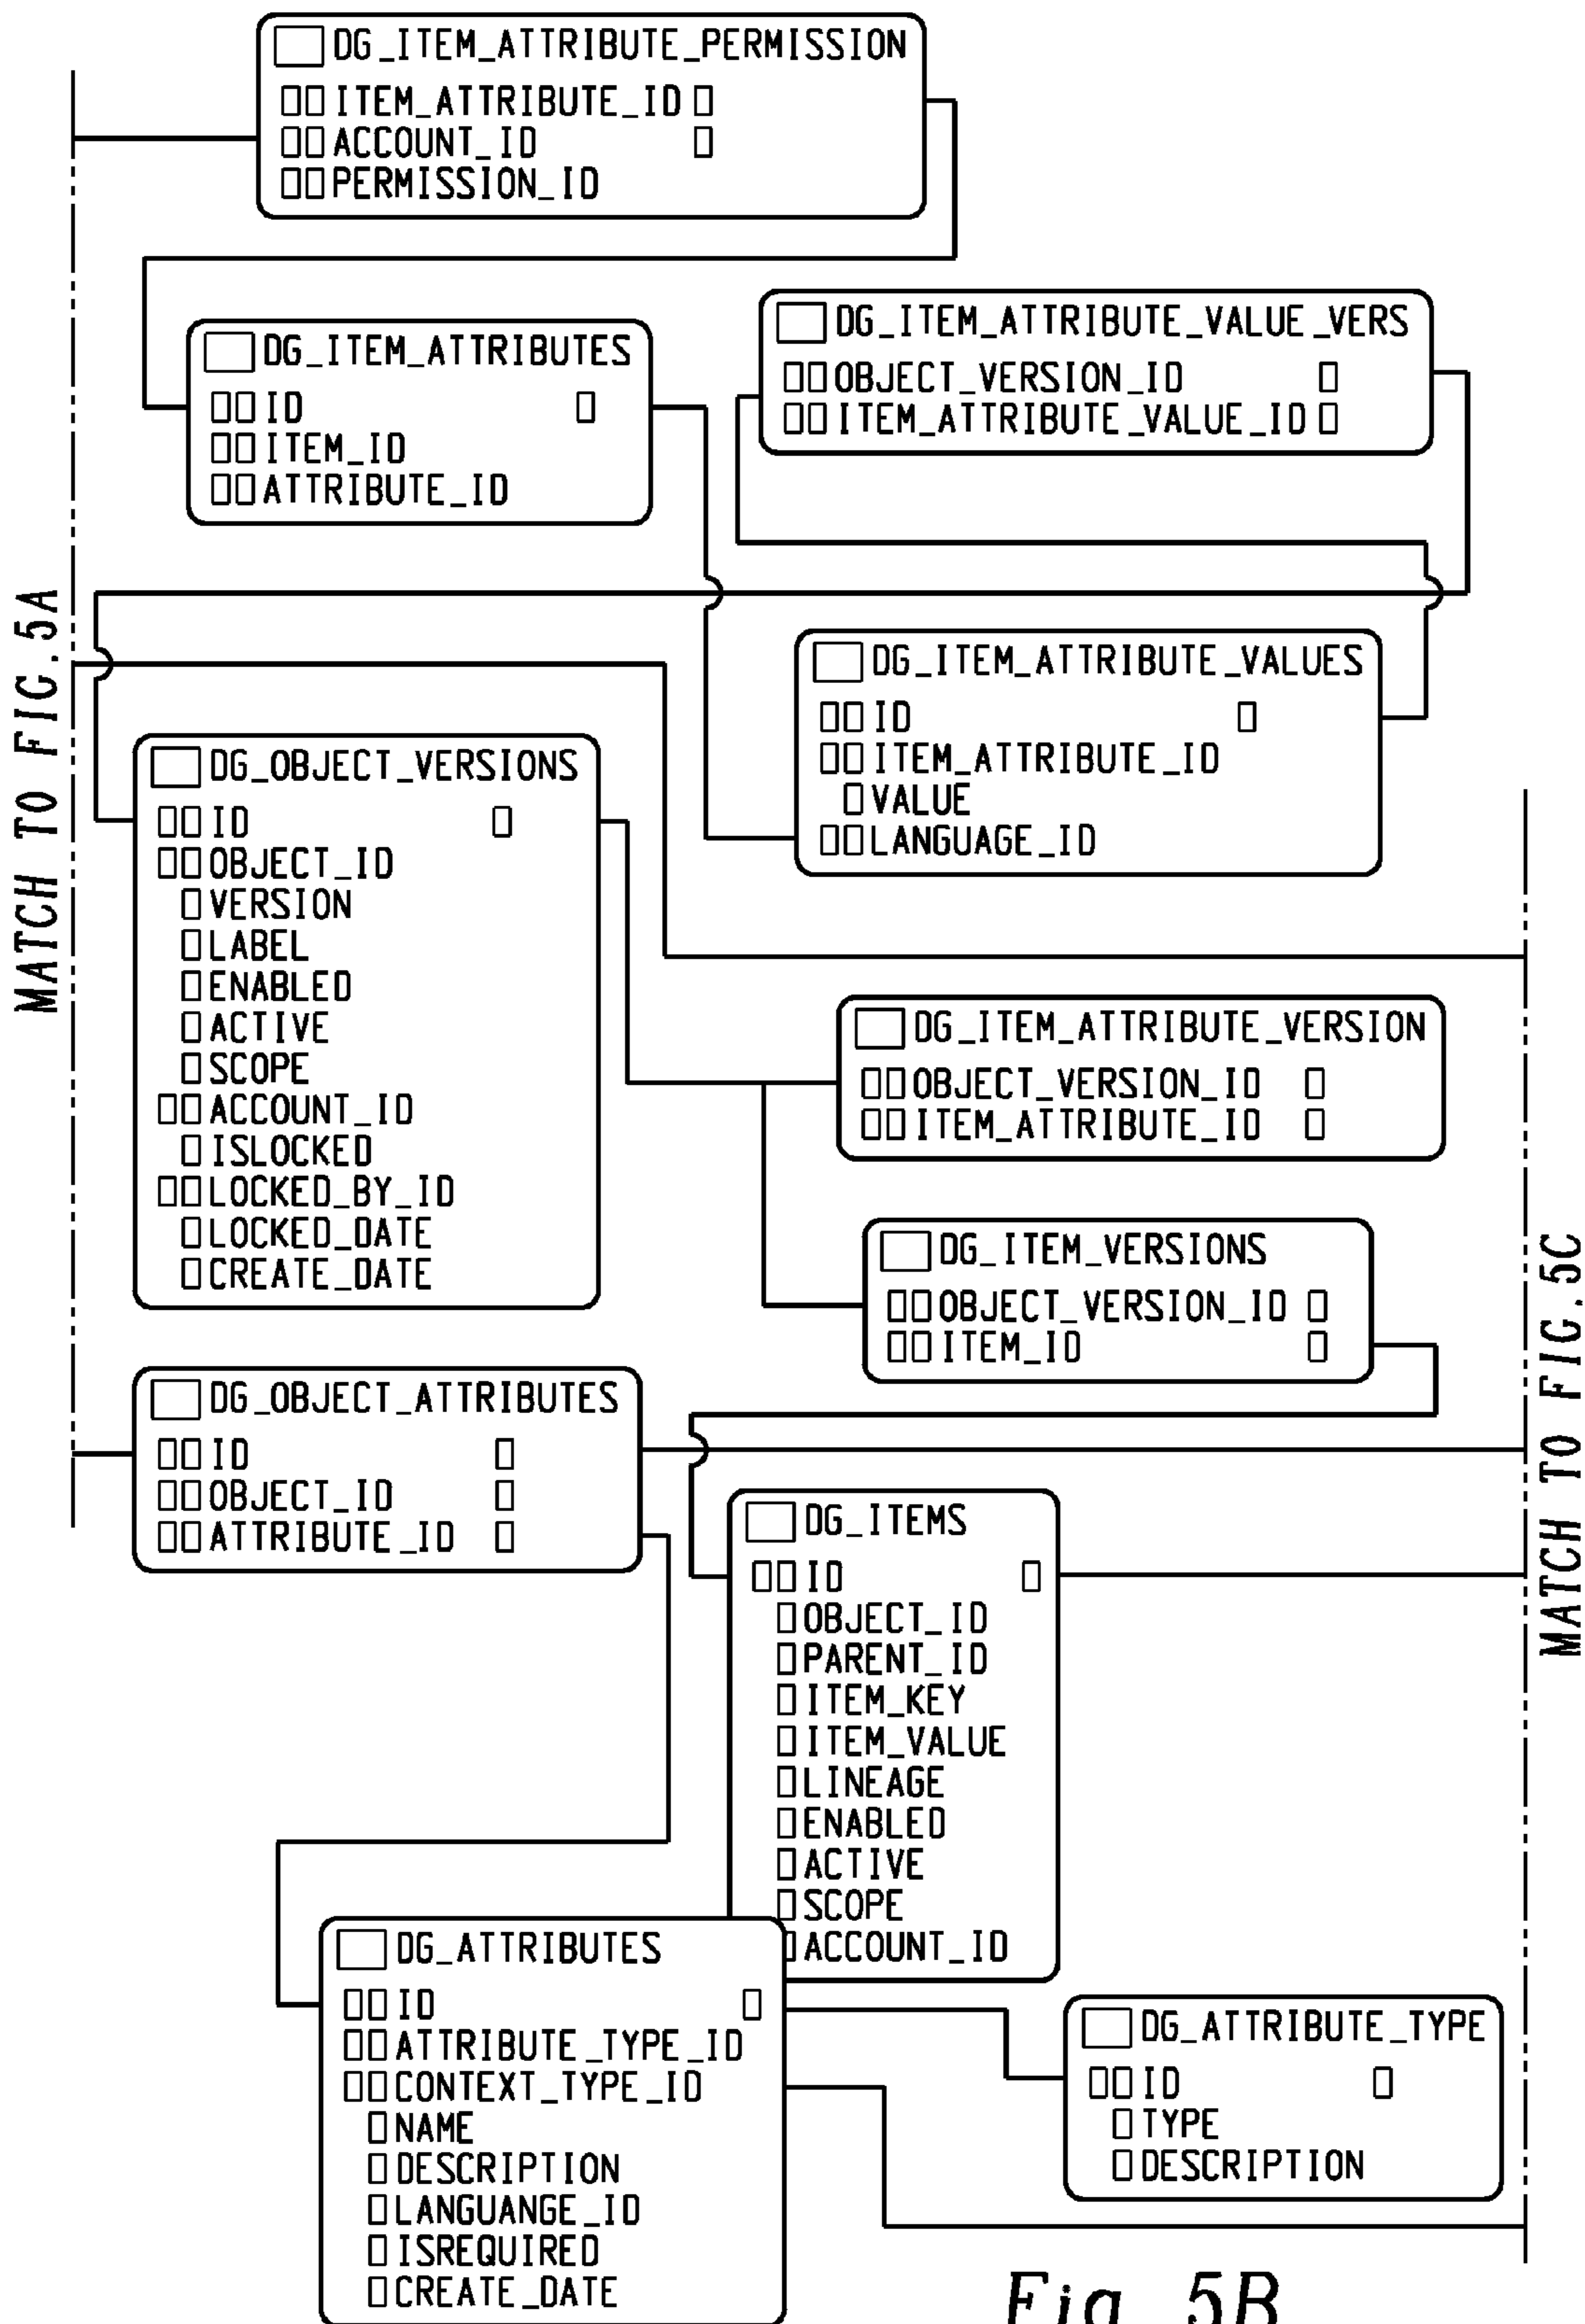 DG_ITEM_ATTRIBUTE_PERMISSION
ITEM_ATTRIBUTE_ID
ACCOUNT_ID
PERMISSION_ID
DG_ITEM_ATTRIBUTES
ID
ITEM_ID
ATTRIBUTE_ID
DG_ITEM_ATTRIBUTE_VALUE_VERS
OBJECT_VERSION_ID
ITEM_ATTRIBUTE_VALUE_ID
MATCH TO FIG.5A
DG_ITEM_ATTRIBUTE_VALUES
ID
ITEM_ATTRIBUTE_ID
VALUE
LANGUAGE_ID
DG_OBJECT_VERSIONS
ID
OBJECT_ID
VERSION
LABEL
ENABLED
ACTIVE
SCOPE
ACCOUNT_ID
ISLOCKED
LOCKED_BY_ID
LOCKED_DATE
CREATE_DATE
DG_ITEM_ATTRIBUTE_VERSION
OBJECT_VERSION_ID
ITEM_ATTRIBUTE_ID
DG_ITEM_VERSIONS
OBJECT_VERSION_ID
ITEM_ID
MATCH TO FIG.5C
DG_OBJECT_ATTRIBUTES
ID
OBJECT_ID
ATTRIBUTE_ID
DG_ITEMS
ID
OBJECT_ID
PARENT_ID
ITEM_KEY
ITEM_VALUE
LINEAGE
ENABLED
ACTIVE
SCOPE
ACCOUNT_ID
DG_ATTRIBUTES
ID
ATTRIBUTE_TYPE_ID
CONTEXT_TYPE_ID
NAME
DESCRIPTION
LANGUANGE_ID
ISREQUIRED
CREATE_DATE
DG_ATTRIBUTE_TYPE
ID
TYPE
DESCRIPTION
Fig. 5B